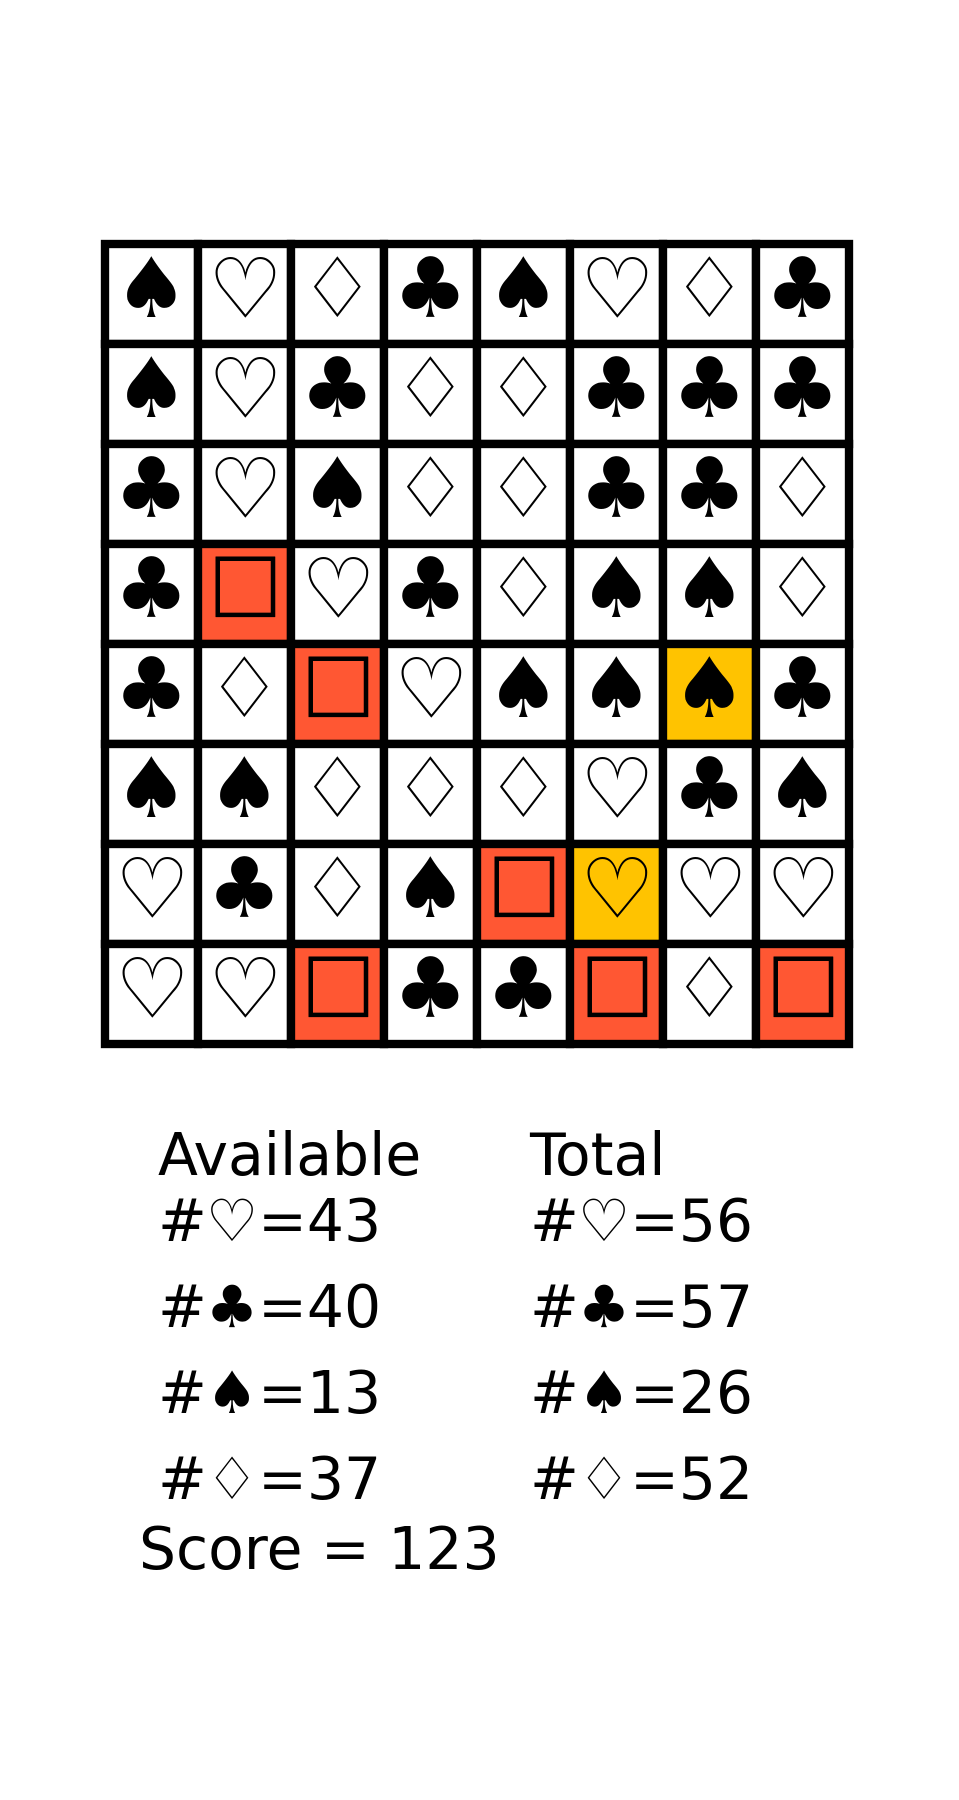 ♠ ♡ ♢ ♣ ♠ ♡ ♢ ♣
♠ ♡ ♣ ♢ ♢ ♣ ♣ ♣
♣ ♡ ♠ ♢ ♢ ♣ ♣ ♢
♣ □ ♡ ♣ ♢ ♠ ♠ ♢
♣ ♢ □ ♡ ♠ ♠ ♠ ♣
♠ ♠ ♢ ♢ ♢ ♡ ♣ ♠
♡ ♣ ♢ ♠ □ ♡ ♡ ♡
♡ ♡ □ ♣ ♣ □ ♢ □
Available Total
#♡=43 #♡=56
#♣=40 #♣=57
#♠=13 #♠=26
#♢=37 #♢=52
Score = 123